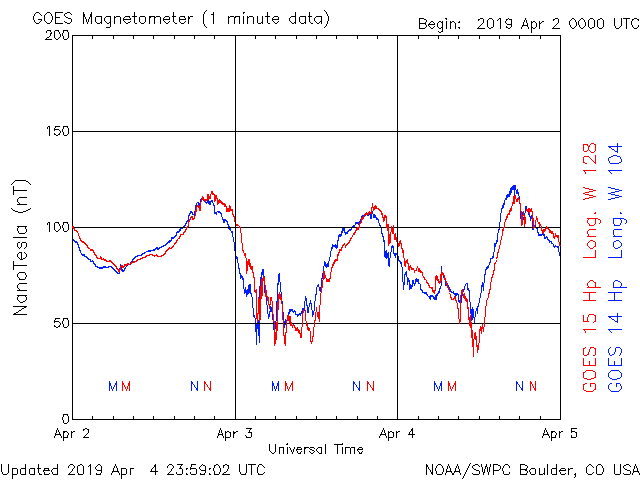 GOES Magnetometer (1 minute data)
Begin: 2019 Apr 2 0000 UTC
200
150
100
50
0
NanoTesla (nT)
M M N N M M N N M M N N
Apr 2 Apr 3 Apr 4 Apr 5
Universal Time
GOES 15 Hp Long. W 128
GOES 14 Hp Long. W 104
Updated 2019 Apr 4 23:59:02 UTC
NOAA/SWPC Boulder, CO USA